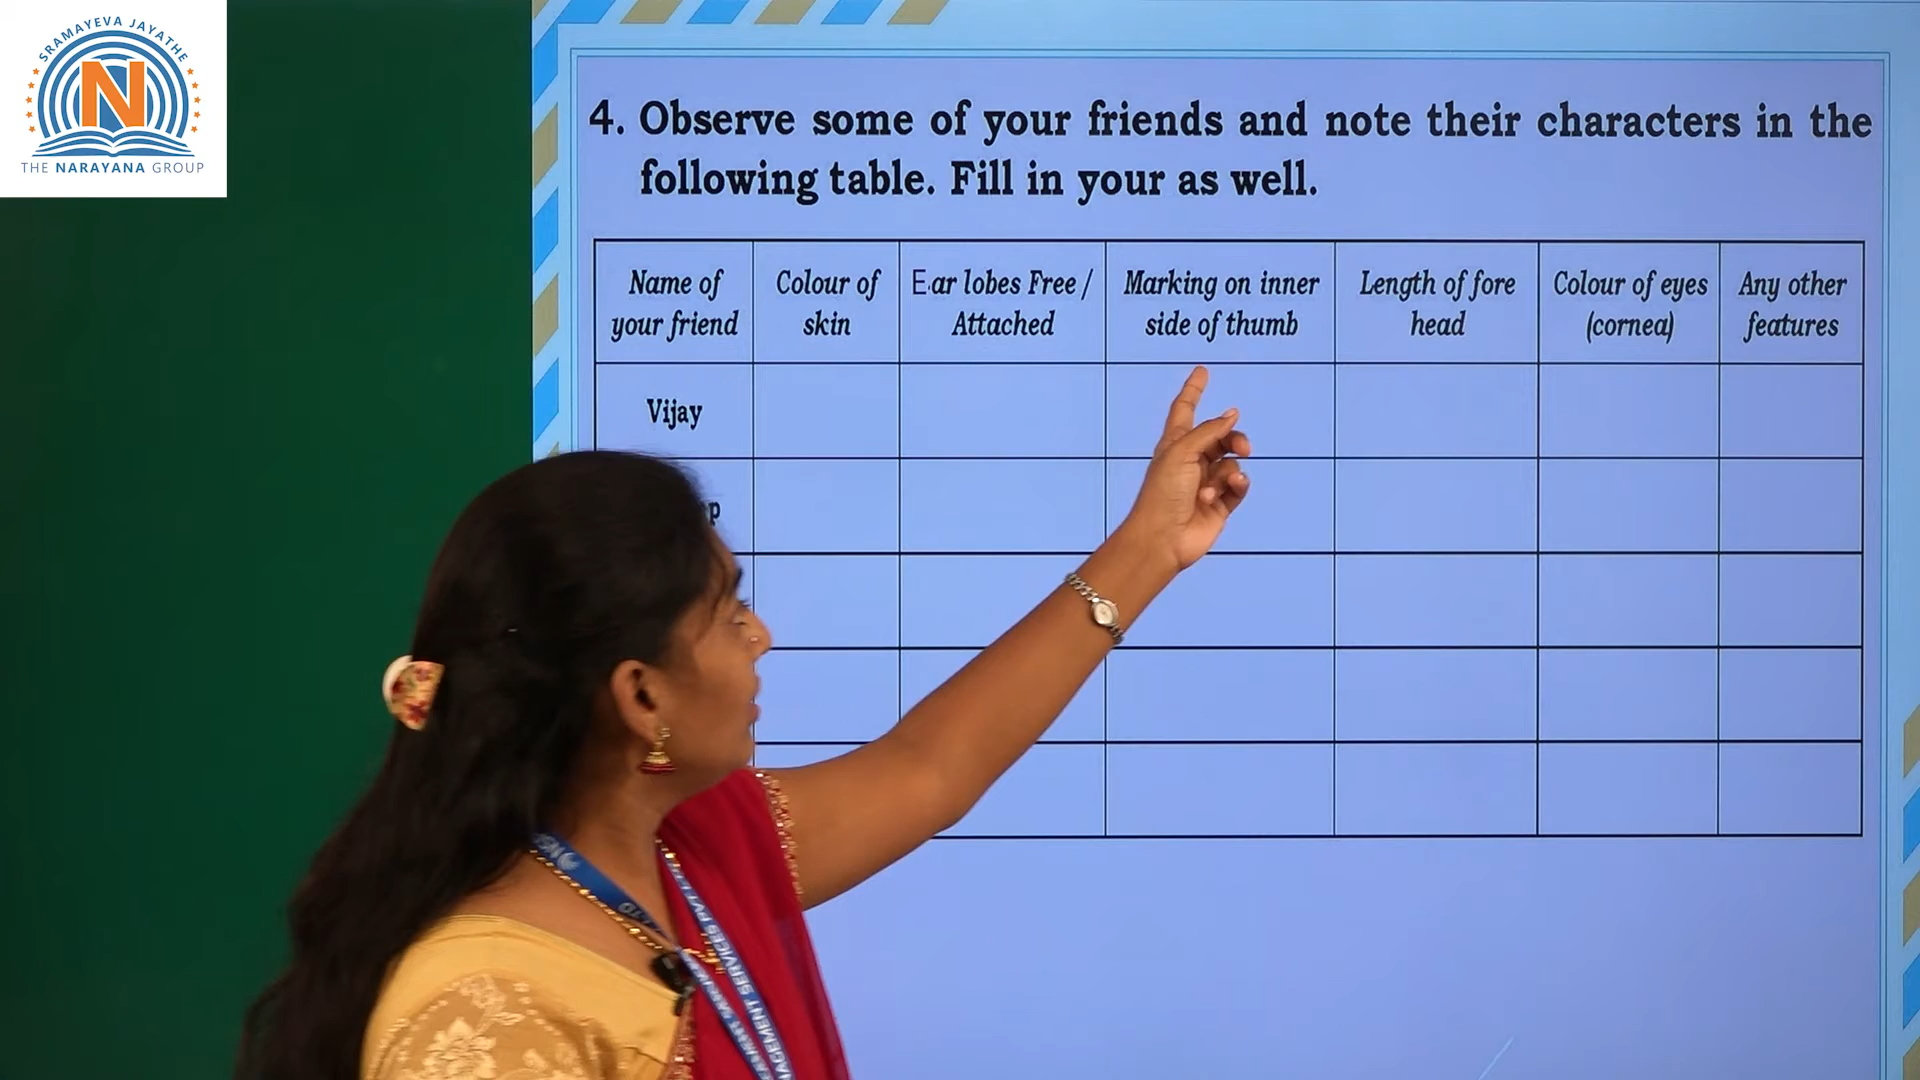 SRAMAYEVA JAYATHE
N
THE NARAYANA GROUP
4. Observe some of your friends and note their characters in the
following table. Fill in your as well.
Name of
your friend
Colour of
skin
Ear lobes Free /
Attached
Marking on inner
side of thumb
Length of fore
head
Colour of eyes
(cornea)
Any other
features
Vijay
p